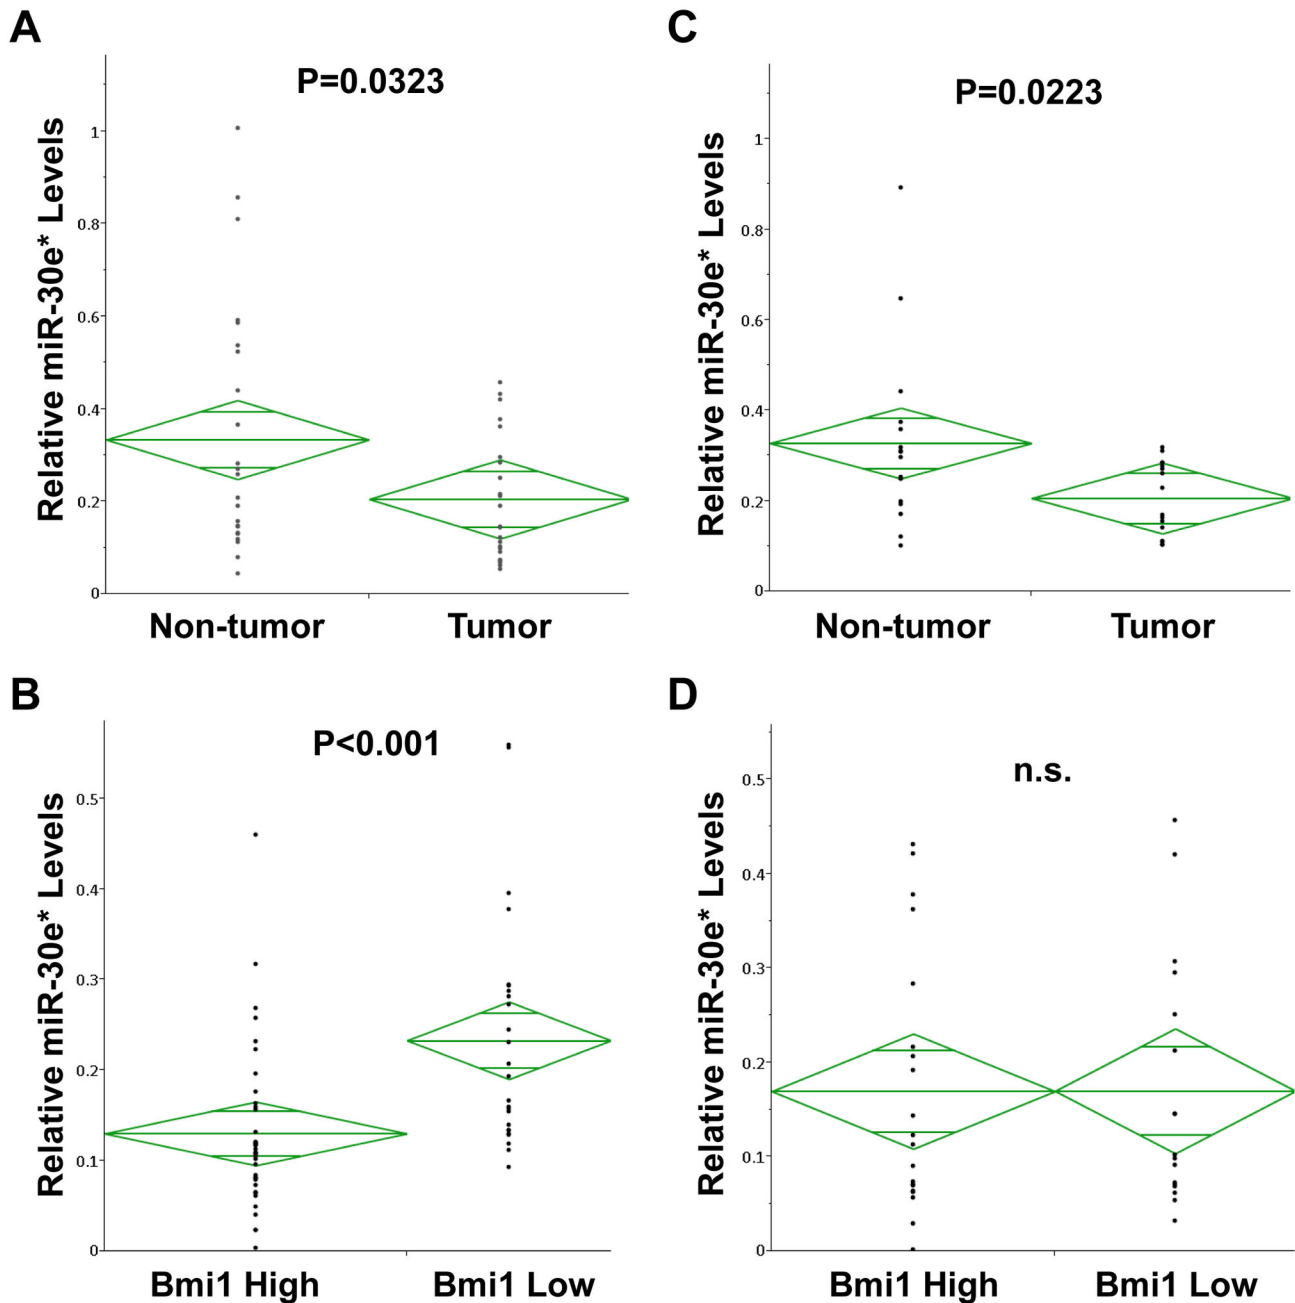 A
P=0.0323
Relative miR-30e* Levels
1
0.8
0.6
0.4
0.2
0
Non-tumor Tumor
C
P=0.0223
Relative miR-30e* Levels
1
0.8
0.6
0.4
0.2
0
Non-tumor Tumor
B
P<0.001
Relative miR-30e* Levels
0.5
0.4
0.3
0.2
0.1
0
Bmi1 High Bmi1 Low
D
n.s.
Relative miR-30e* Levels
0.5
0.4
0.3
0.2
0.1
0
Bmi1 High Bmi1 Low